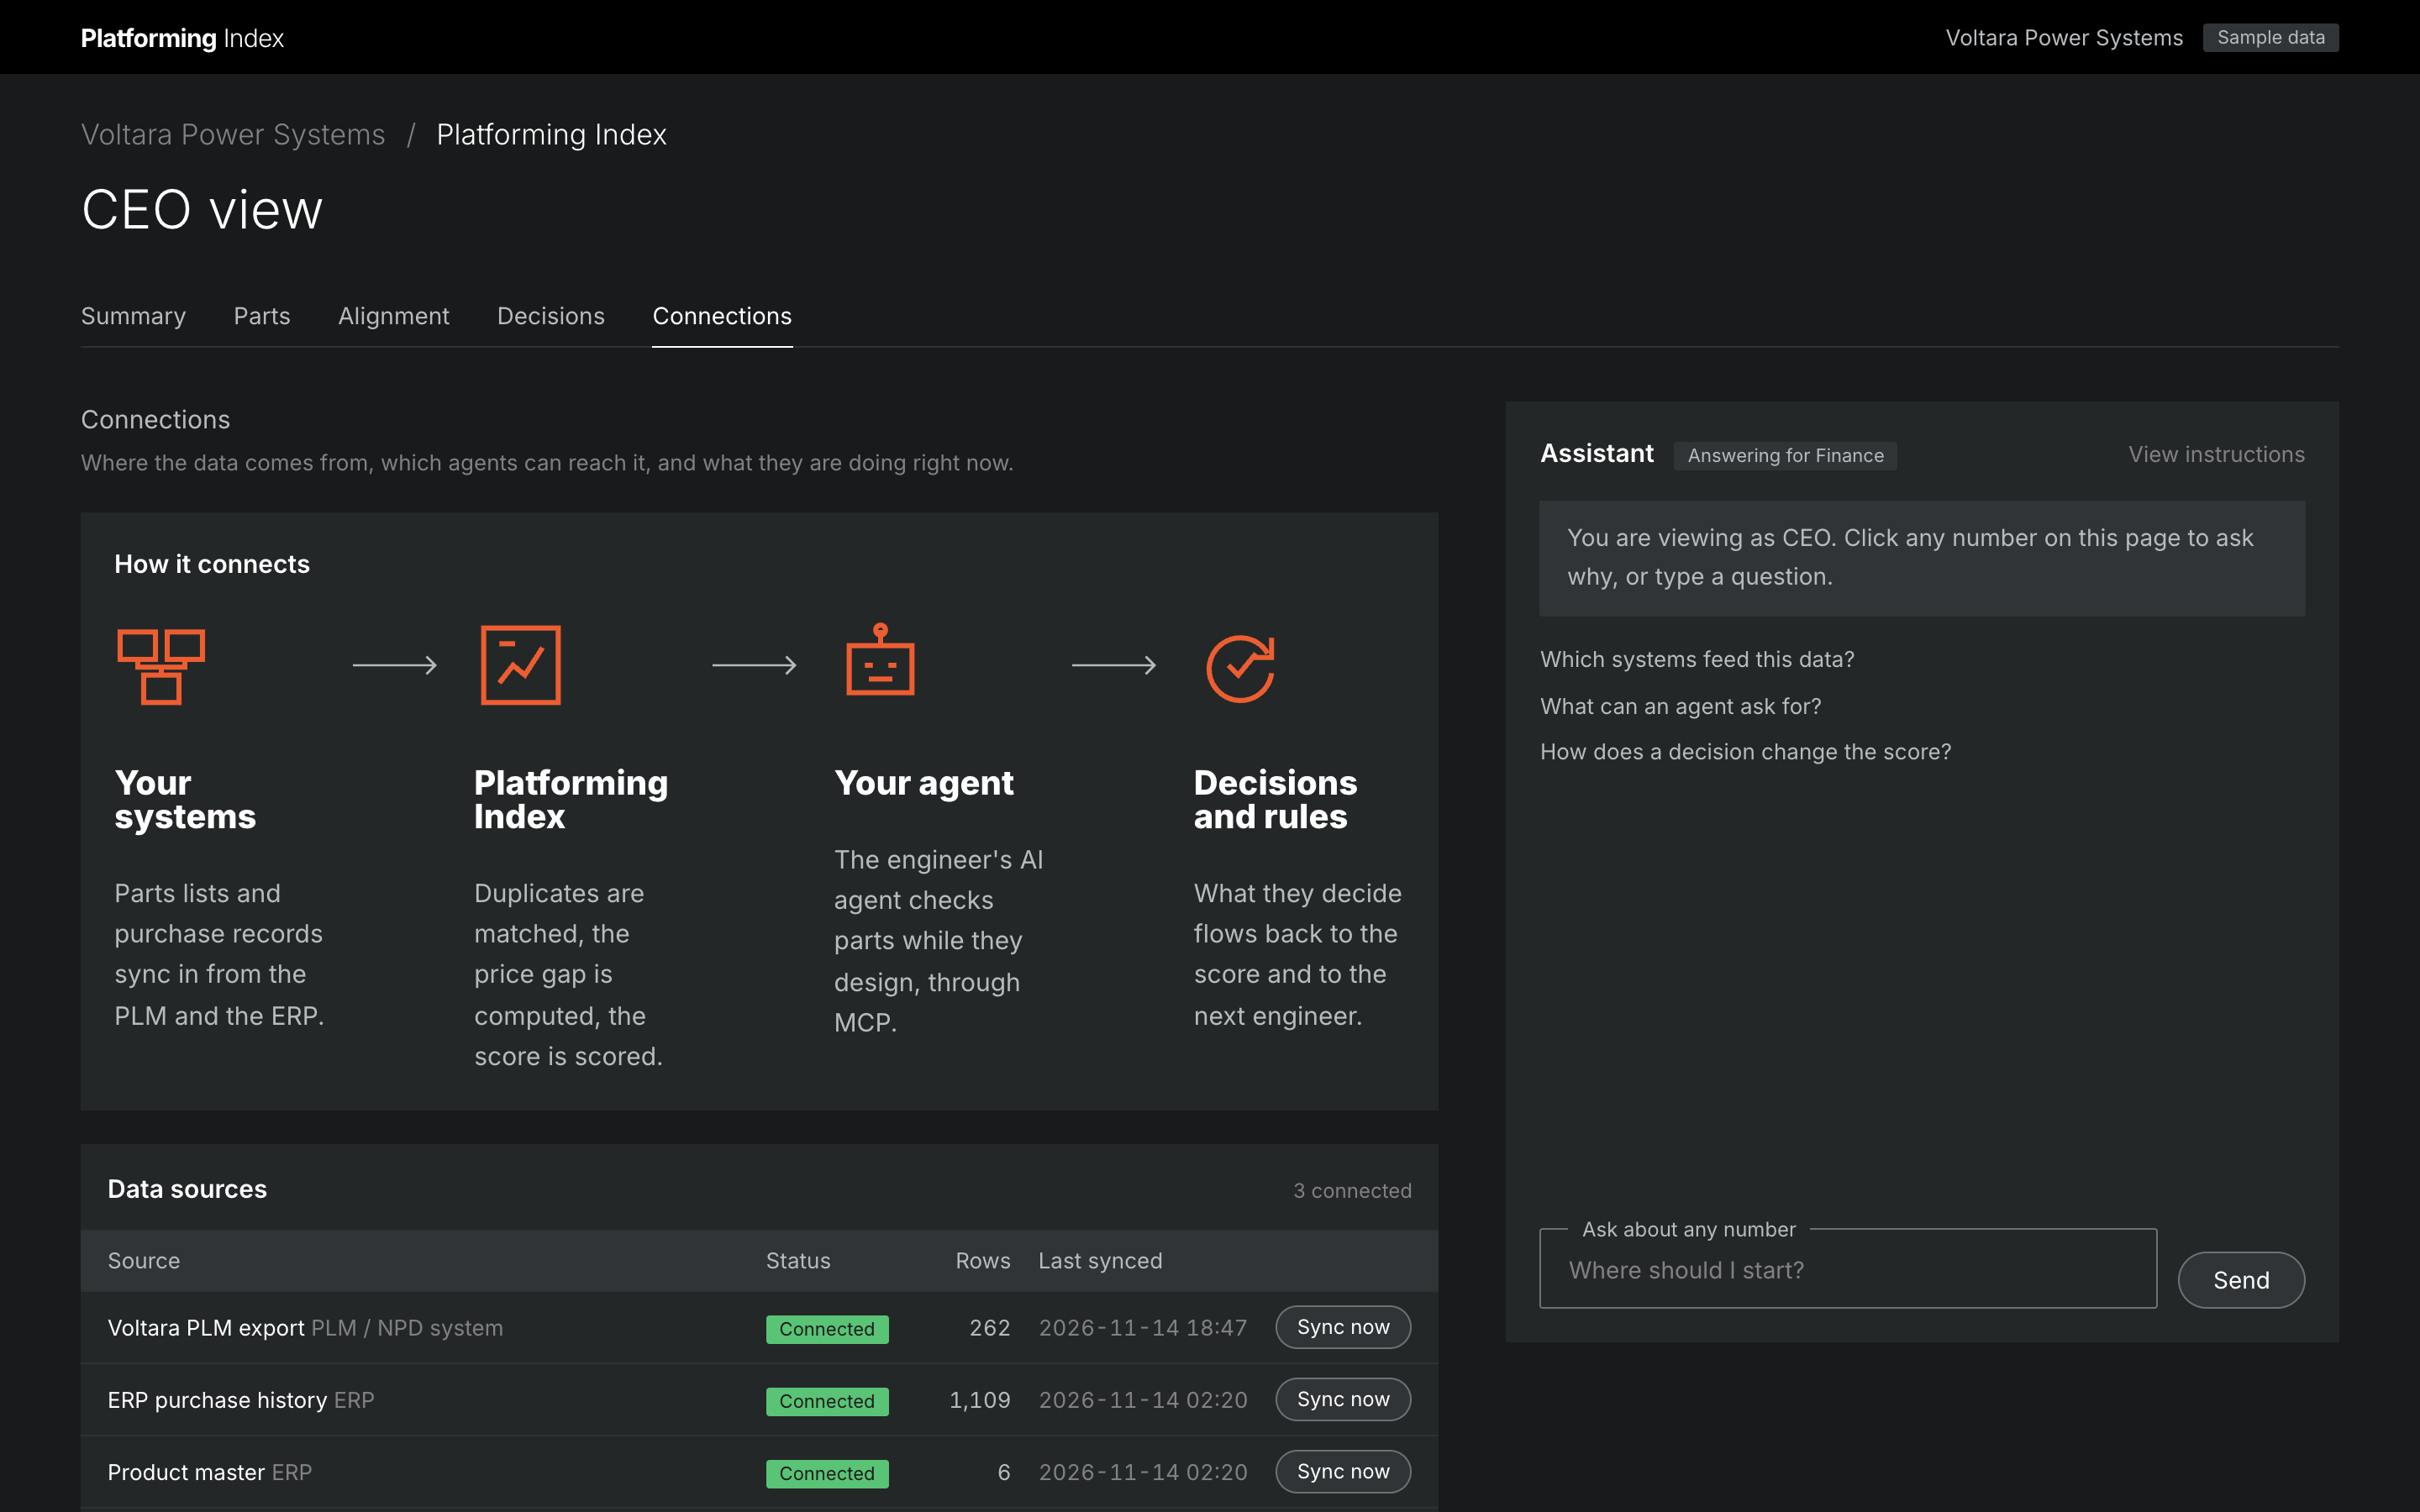 Platforming Index
Voltara Power Systems
Sample data
Voltara Power Systems / Platforming Index
CEO view
Summary
Parts
Alignment
Decisions
Connections
Connections
Where the data comes from, which agents can reach it, and what they are doing right now.
How it connects
Your
systems
Parts lists and
purchase records
sync in from the
PLM and the ERP.
Platforming
Index
Duplicates are
matched, the
price gap is
computed, the
score is scored.
Your agent
The engineer's AI
agent checks
parts while they
design, through
MCP.
Decisions
and rules
What they decide
flows back to the
score and to the
next engineer.
Data sources
3 connected
Source Status Rows Last synced
Voltara PLM export PLM / NPD system Connected 262 2026-11-14 18:47 Sync now
ERP purchase history ERP Connected 1,109 2026-11-14 02:20 Sync now
Product master ERP Connected 6 2026-11-14 02:20 Sync now
Assistant
Answering for Finance
View instructions
You are viewing as CEO. Click any number on this page to ask
why, or type a question.
Which systems feed this data?
What can an agent ask for?
How does a decision change the score?
Ask about any number
Where should I start?
Send